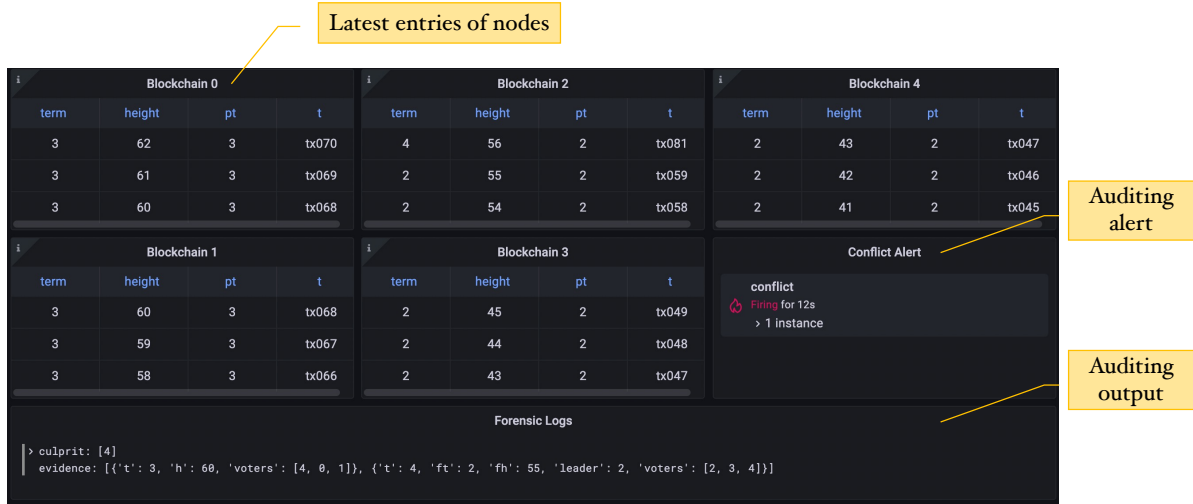 Latest entries of nodes
Blockchain 0
term height pt t
3 62 3 tx070
3 61 3 tx069
3 60 3 tx068
Blockchain 2
term height pt t
4 56 2 tx081
2 55 2 tx059
2 54 2 tx058
Blockchain 4
term height pt t
2 43 2 tx047
2 42 2 tx046
2 41 2 tx045
Auditing
alert
Blockchain 1
term height pt t
3 60 3 tx068
3 59 3 tx067
3 58 3 tx066
Blockchain 3
term height pt t
2 45 2 tx049
2 44 2 tx048
2 43 2 tx047
Conflict Alert
conflict
Firing for 12s
> 1 instance
Auditing
output
Forensic Logs
> culprit: [4]
evidence: [{'t': 3, 'h': 60, 'voters': [4, 0, 1]}, {'t': 4, 'ft': 2, 'fh': 55, 'leader': 2, 'voters': [2, 3, 4]}]